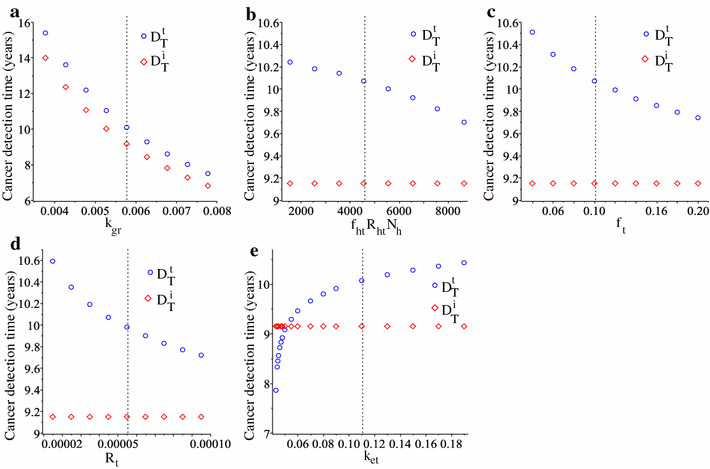 a
Cancer detection time (years)
16
14
12
10
8
6
D_T^t
D_T^i
0.004 0.005 0.006 0.007 0.008
k_gr
b
Cancer detection time (years)
10.6
10.4
10.2
10
9.8
9.6
9.4
9.2
9
D_T^t
D_T^i
2000 4000 6000 8000
f_ht R_ht N_h
c
Cancer detection time (years)
10.6
10.4
10.2
10
9.8
9.6
9.4
9.2
9
D_T^t
D_T^i
0.06 0.10 0.16 0.20
f_t
d
Cancer detection time (years)
10.6
10.4
10.2
10
9.8
9.6
9.4
9.2
9
D_T^t
D_T^i
0.00002 0.00005 0.00010
R_t
e
Cancer detection time (years)
10
9
8
7
D_T^t
D_T^i
0.06 0.08 0.10 0.12 0.14 0.16 0.18
k_et